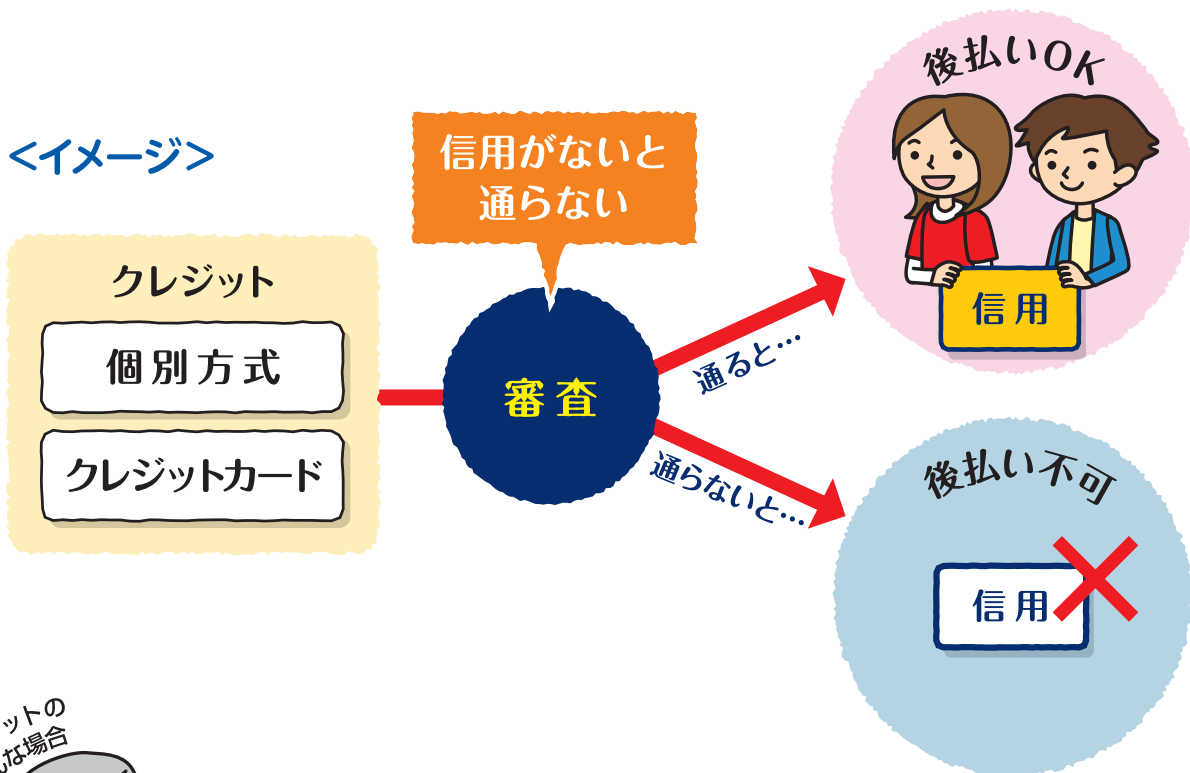 <イメージ>
クレジット
個別方式
クレジットカード
信用がないと
通らない
審査
通ると…
通らないと…
後払いOK
信用
後払い不可
信用
ットの
な場合